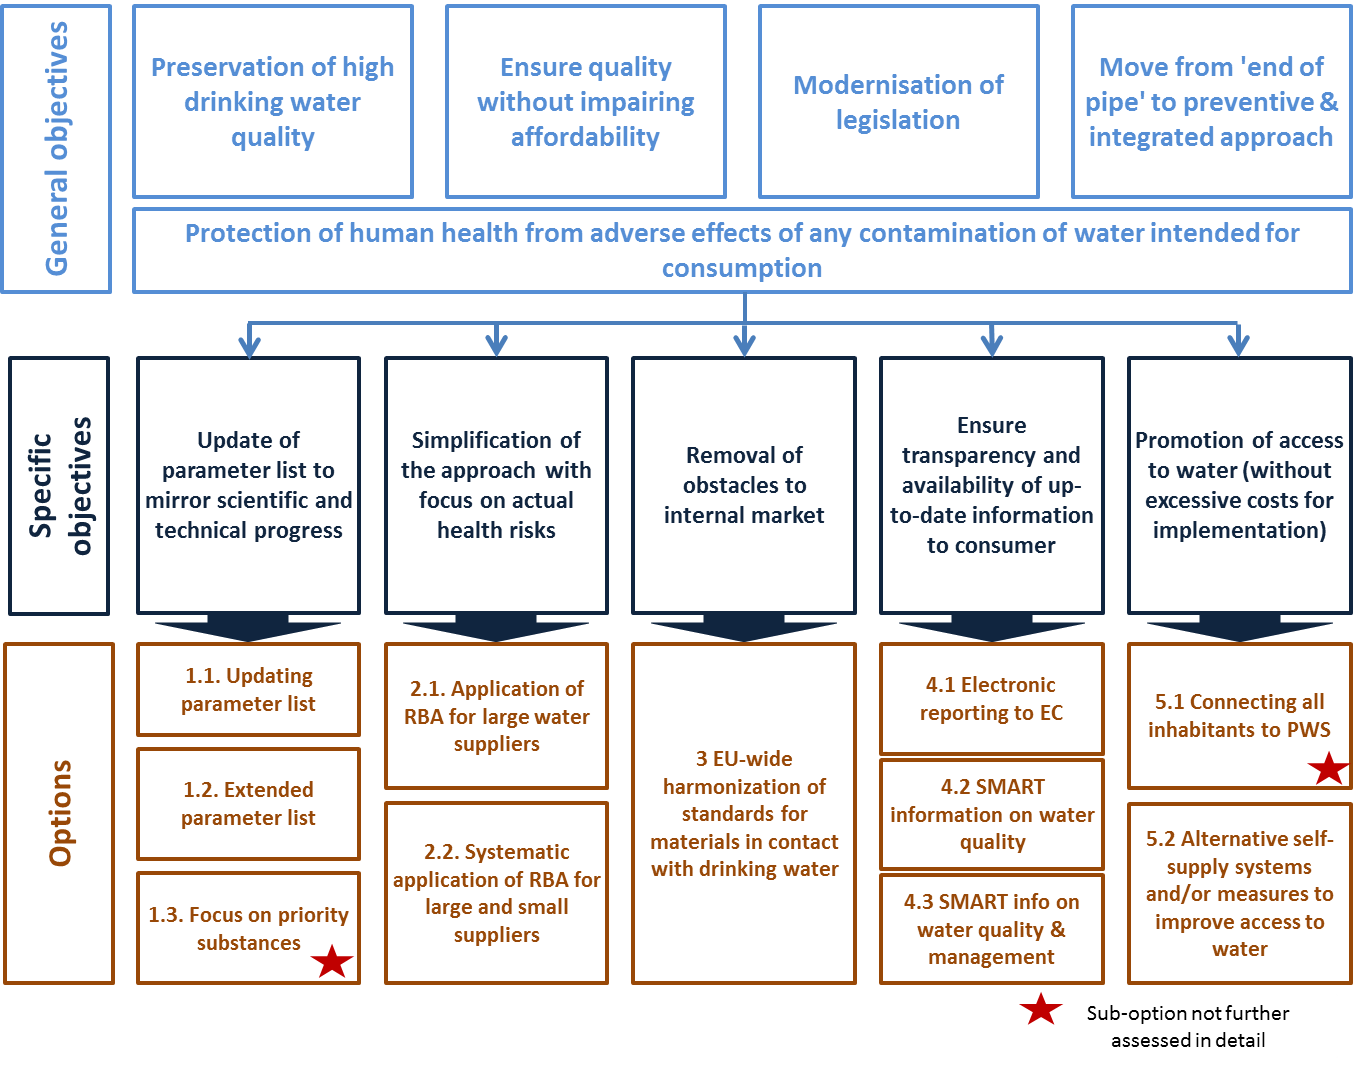 General objectives
Preservation of high
drinking water
quality
Ensure quality
without impairing
affordability
Modernisation of
legislation
Move from 'end of
pipe' to preventive &
integrated approach
Protection of human health from adverse effects of any contamination of water intended for
consumption
Specific
objectives
Update of
parameter list to
mirror scientific and
technical progress
Simplification of
the approach with
focus on actual
health risks
Removal of
obstacles to
internal market
Ensure
transparency and
availability of up-
to-date information
to consumer
Promotion of access
to water (without
excessive costs for
implementation)
Options
1.1. Updating
parameter list
1.2. Extended
parameter list
1.3. Focus on priority
substances
2.1. Application of
RBA for large water
suppliers
2.2. Systematic
application of RBA for
large and small
suppliers
3 EU-wide
harmonization of
standards for
materials in contact
with drinking water
4.1 Electronic
reporting to EC
4.2 SMART
information on water
quality
4.3 SMART info on
water quality &
management
5.1 Connecting all
inhabitants to PWS
5.2 Alternative self-
supply systems
and/or measures to
improve access to
water
Sub-option not further
assessed in detail